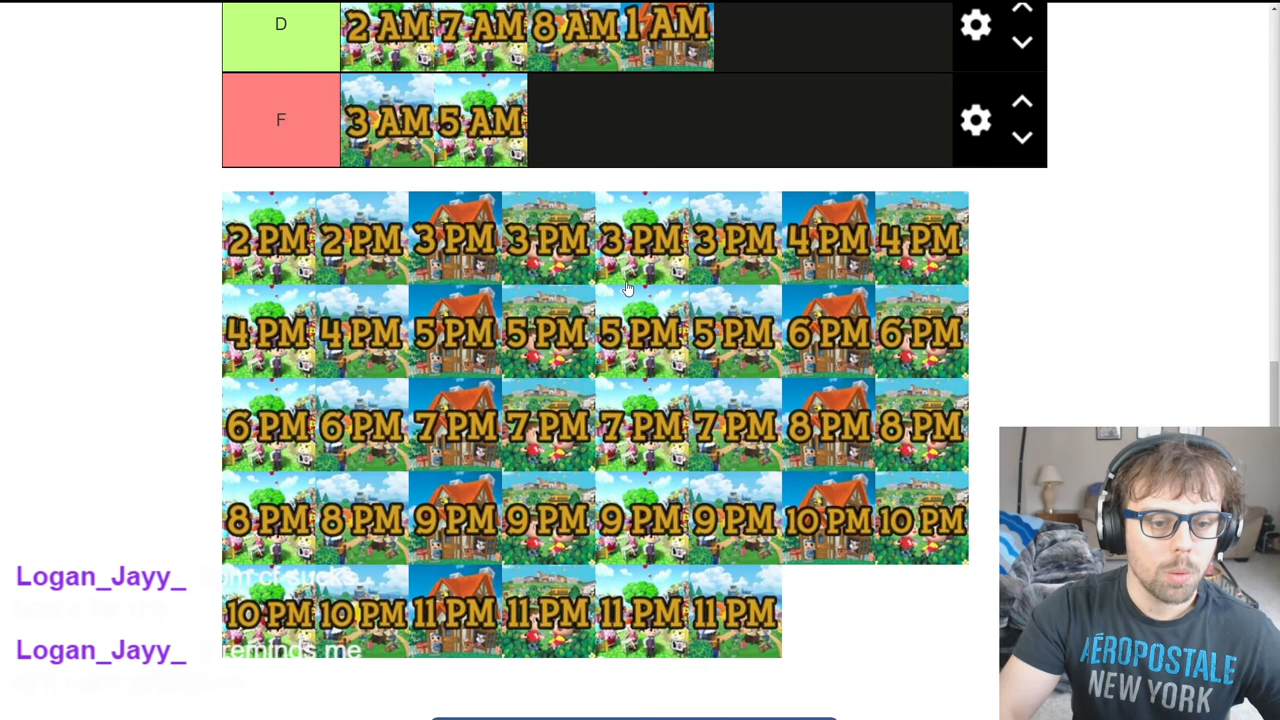 D 2 AM 7 AM 8 AM 1 AM
F 3 AM 5 AM
2 PM 2 PM 3 PM 3 PM 3 PM 3 PM 4 PM 4 PM
4 PM 4 PM 5 PM 5 PM 5 PM 5 PM 6 PM 6 PM
6 PM 6 PM 7 PM 7 PM 7 PM 7 PM 8 PM 8 PM
8 PM 8 PM 9 PM 9 PM 9 PM 9 PM 10 PM 10 PM
Logan_Jayy_ sucks
10 PM 10 PM 11 PM 11 PM 11 PM 11 PM
Logan_Jayy_ reminds me
AÉROPOSTALE
NEW YORK